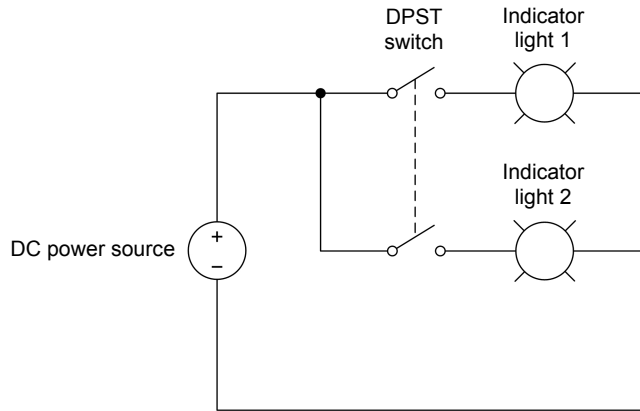 DPST
switch
Indicator
light 1
Indicator
light 2
DC power source
+
−